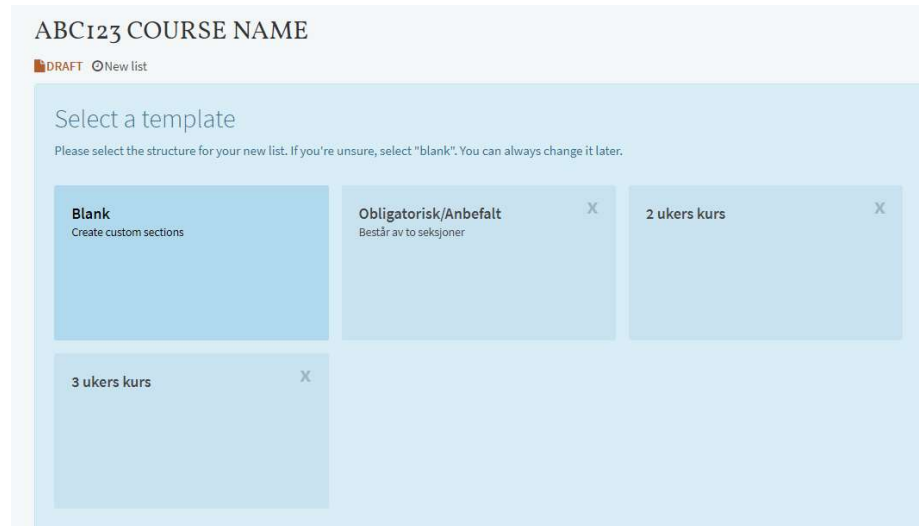 ABC123 COURSE NAME
DRAFT New list
Select a template
Please select the structure for your new list. If you're unsure, select "blank". You can always change it later.
Blank
Create custom sections
Obligatorisk/Anbefalt X
Består av to seksjoner
2 ukers kurs X
3 ukers kurs X